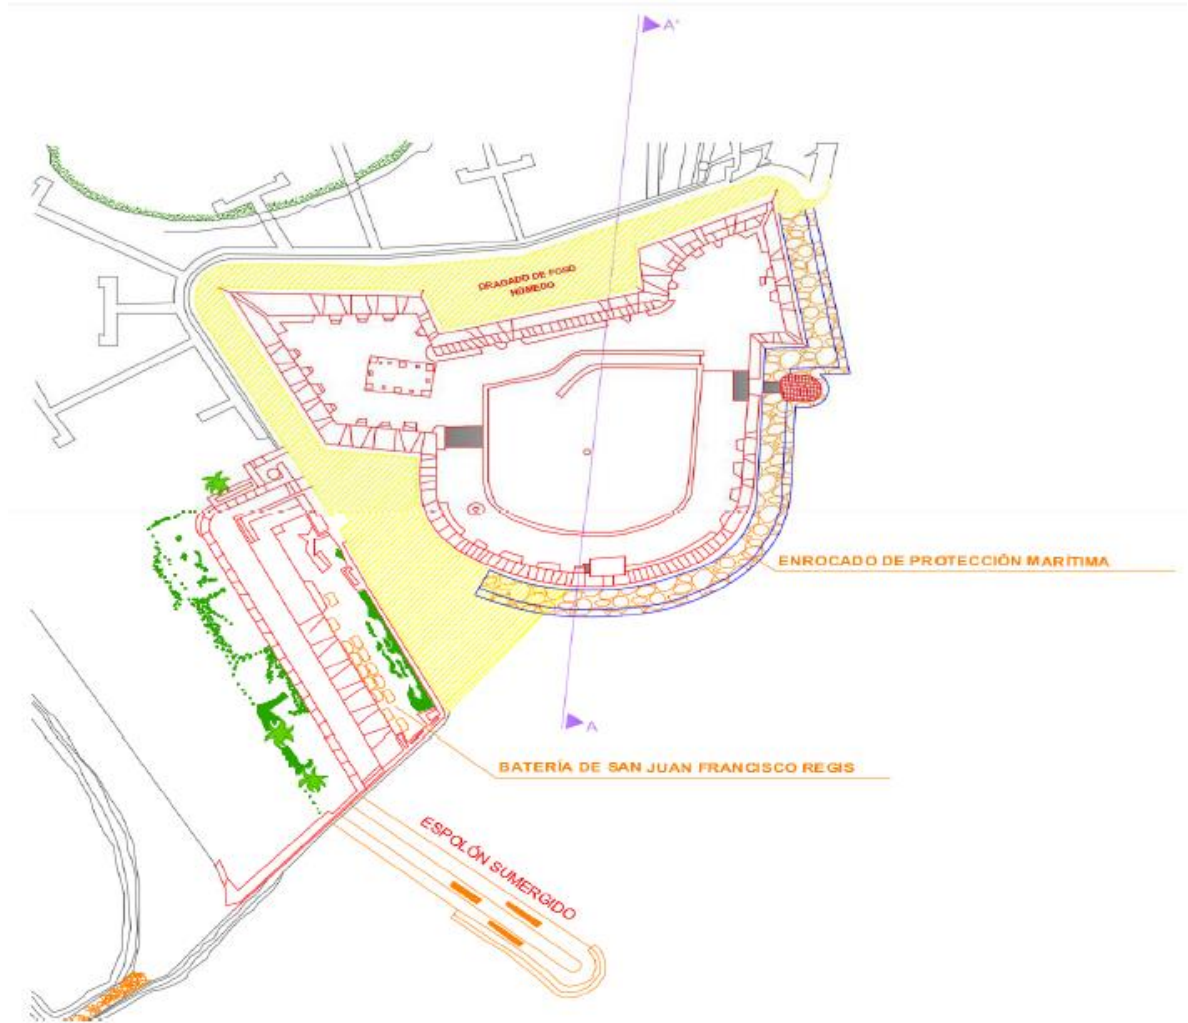 A'
DRAGADO DE FOSO
HÚMEDO
ENROCADO DE PROTECCIÓN MARÍTIMA
A
BATERÍA DE SAN JUAN FRANCISCO REGIS
ESPOLÓN SUMERGIDO